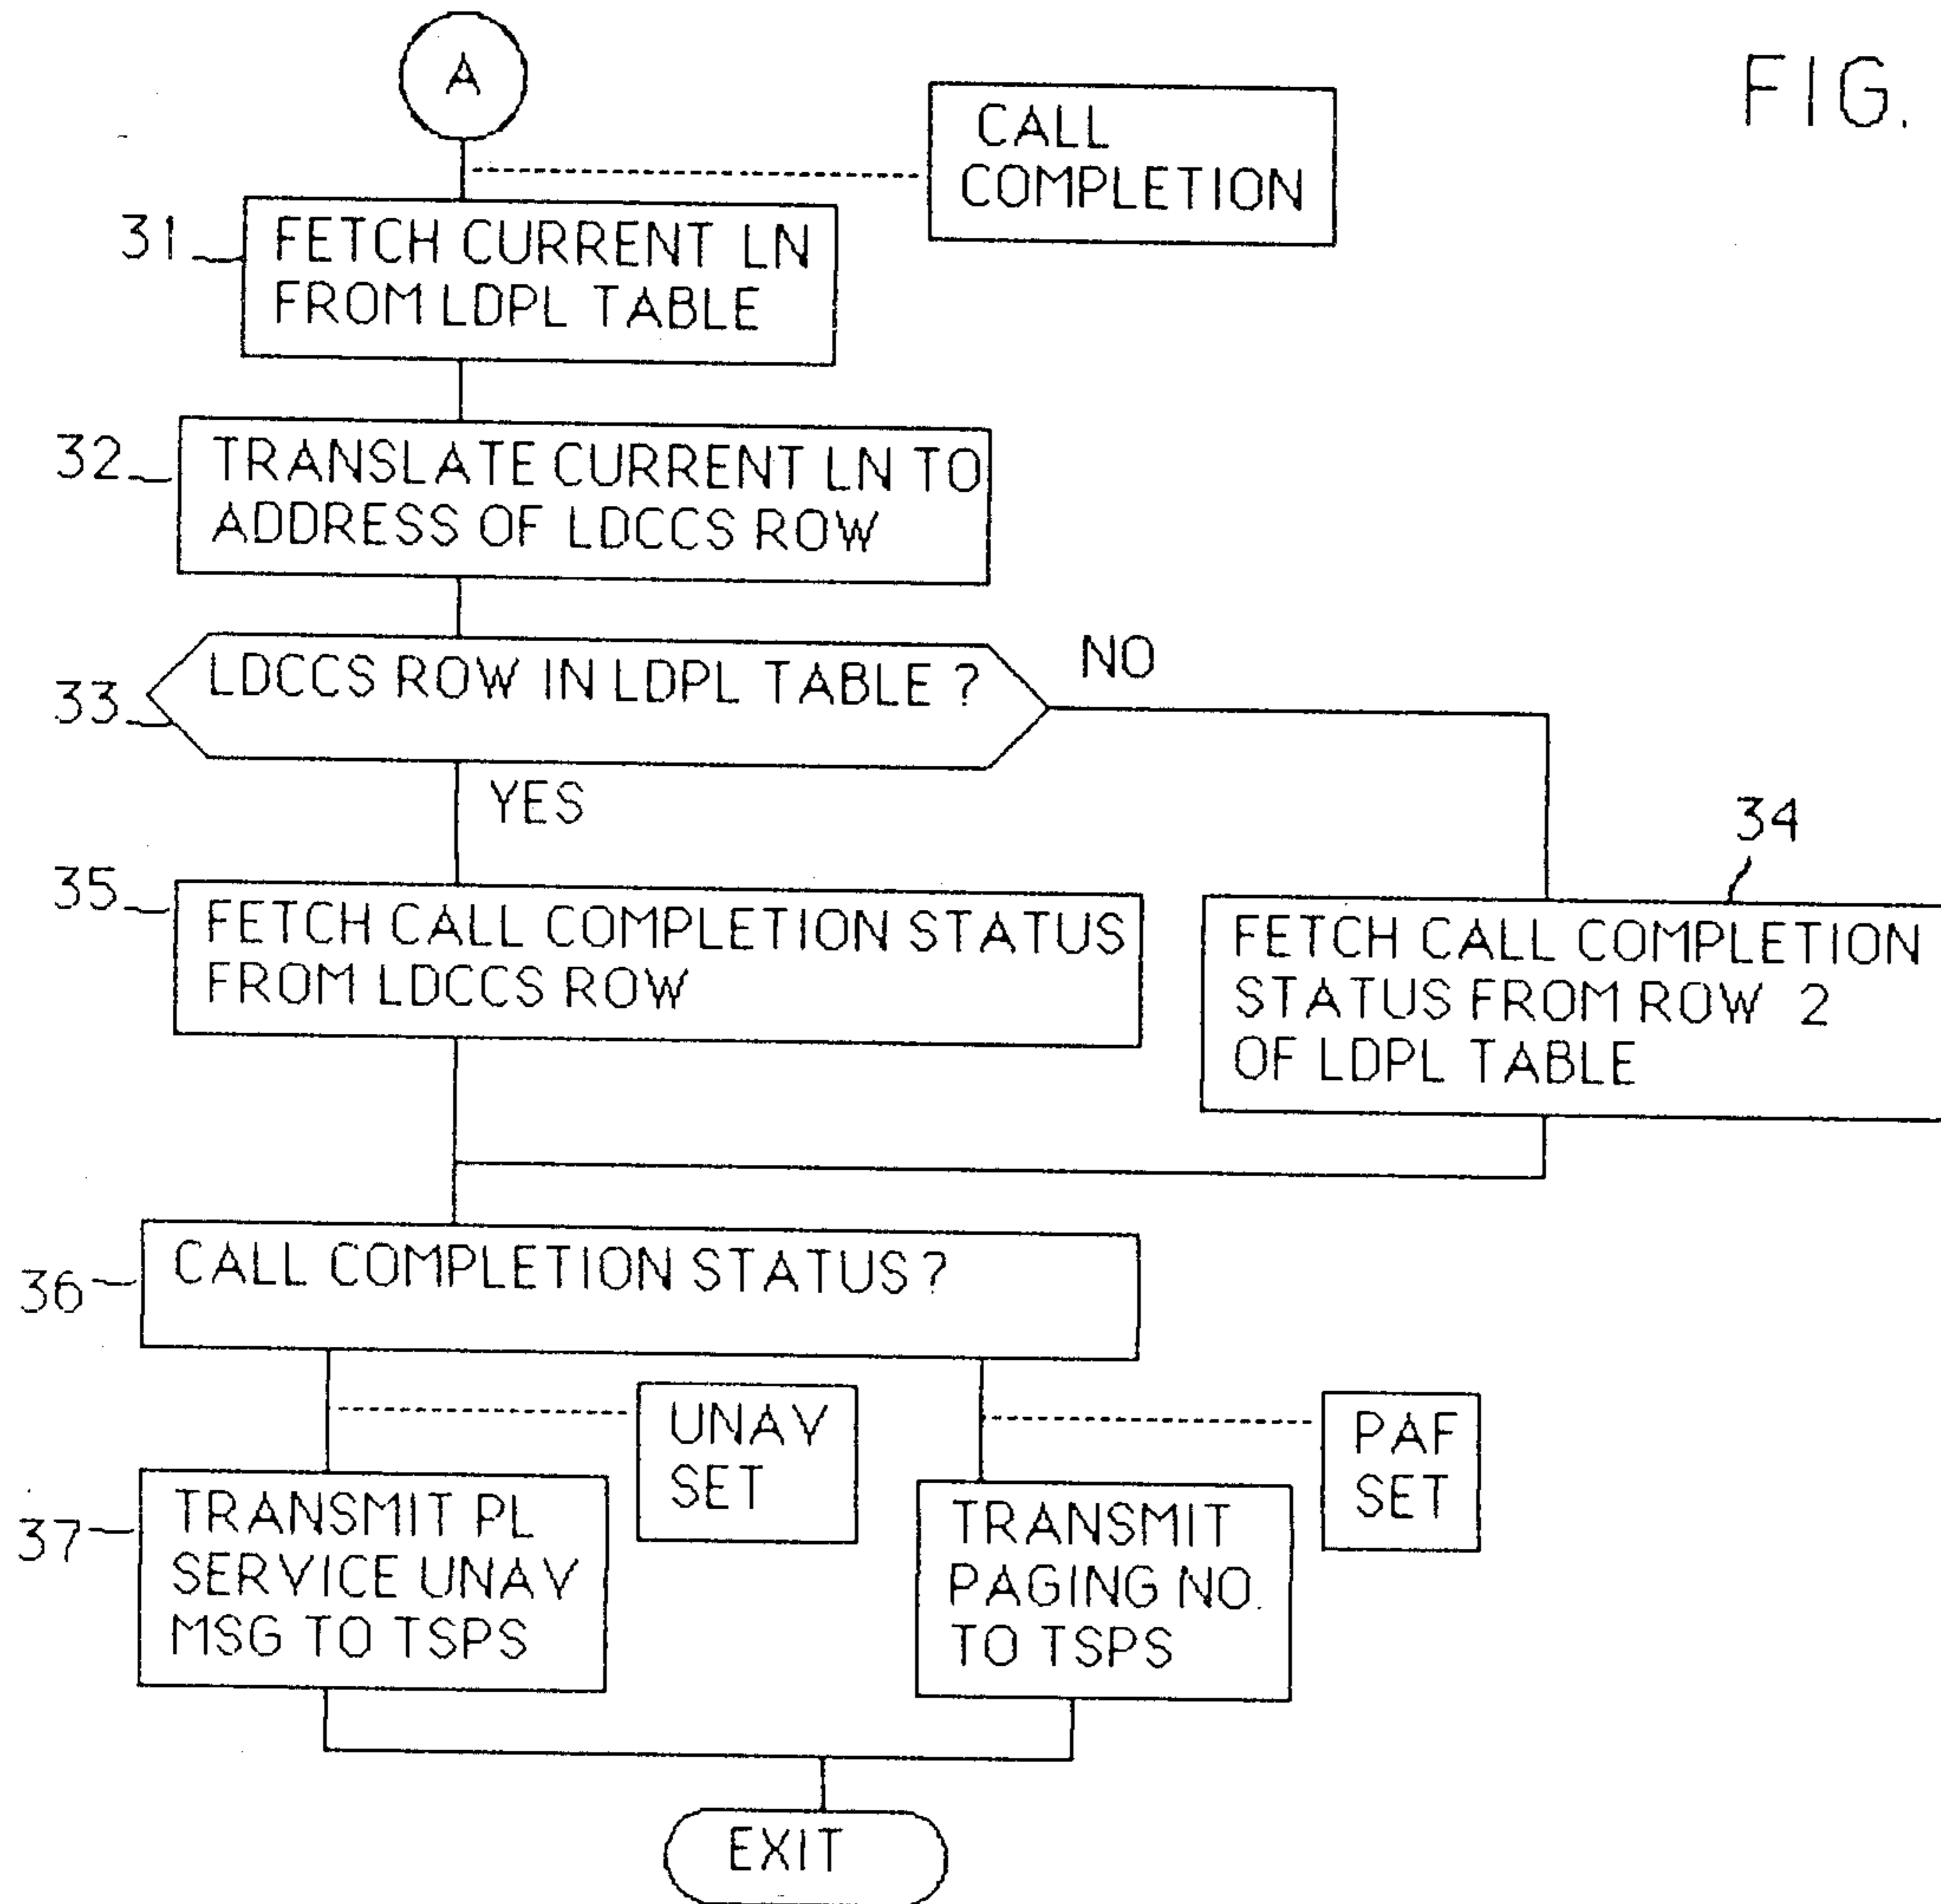 FIG.
A
CALL
COMPLETION
31
FETCH CURRENT LN
FROM LDPL TABLE
32
TRANSLATE CURRENT LN TO
ADDRESS OF LDCCS ROW
33
LDCCS ROW IN LDPL TABLE ?
NO
YES
34
35
FETCH CALL COMPLETION STATUS
FROM LDCCS ROW
FETCH CALL COMPLETION
STATUS FROM ROW 2
OF LDPL TABLE
36
CALL COMPLETION STATUS?
UNAV
SET
PAF
SET
37
TRANSMIT PL
SERVICE UNAV
MSG TO TSPS
TRANSMIT
PAGING NO.
TO TSPS
EXIT